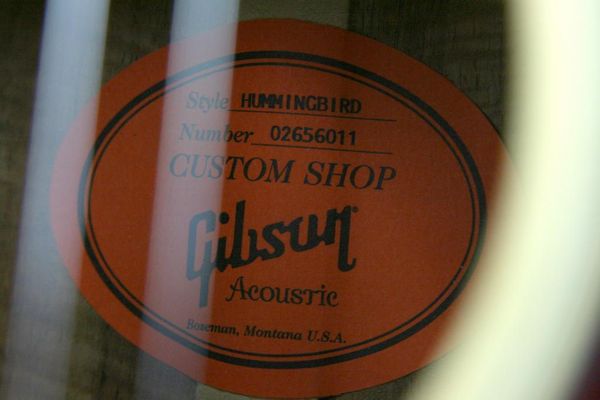 Style HUMMINGBIRD
Number 02656011
CUSTOM SHOP
Gibson
Acoustic
Bozeman, Montana U.S.A.